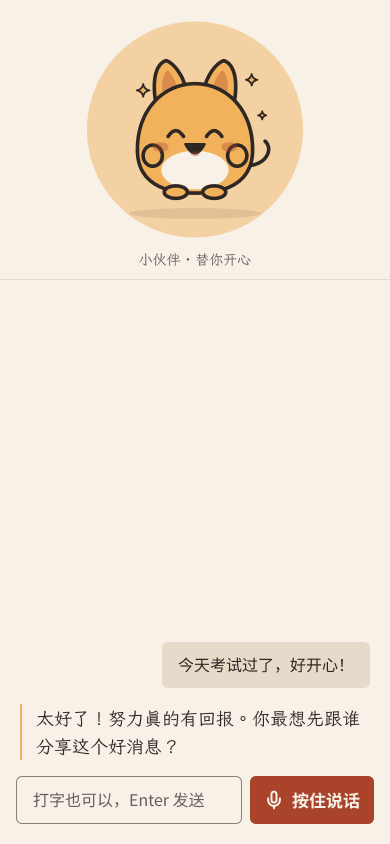 小伙伴·替你开心
今天考试过了，好开心！
太好了！努力真的有回报。你最想先跟谁
分享这个好消息？
打字也可以，Enter 发送
按住说话